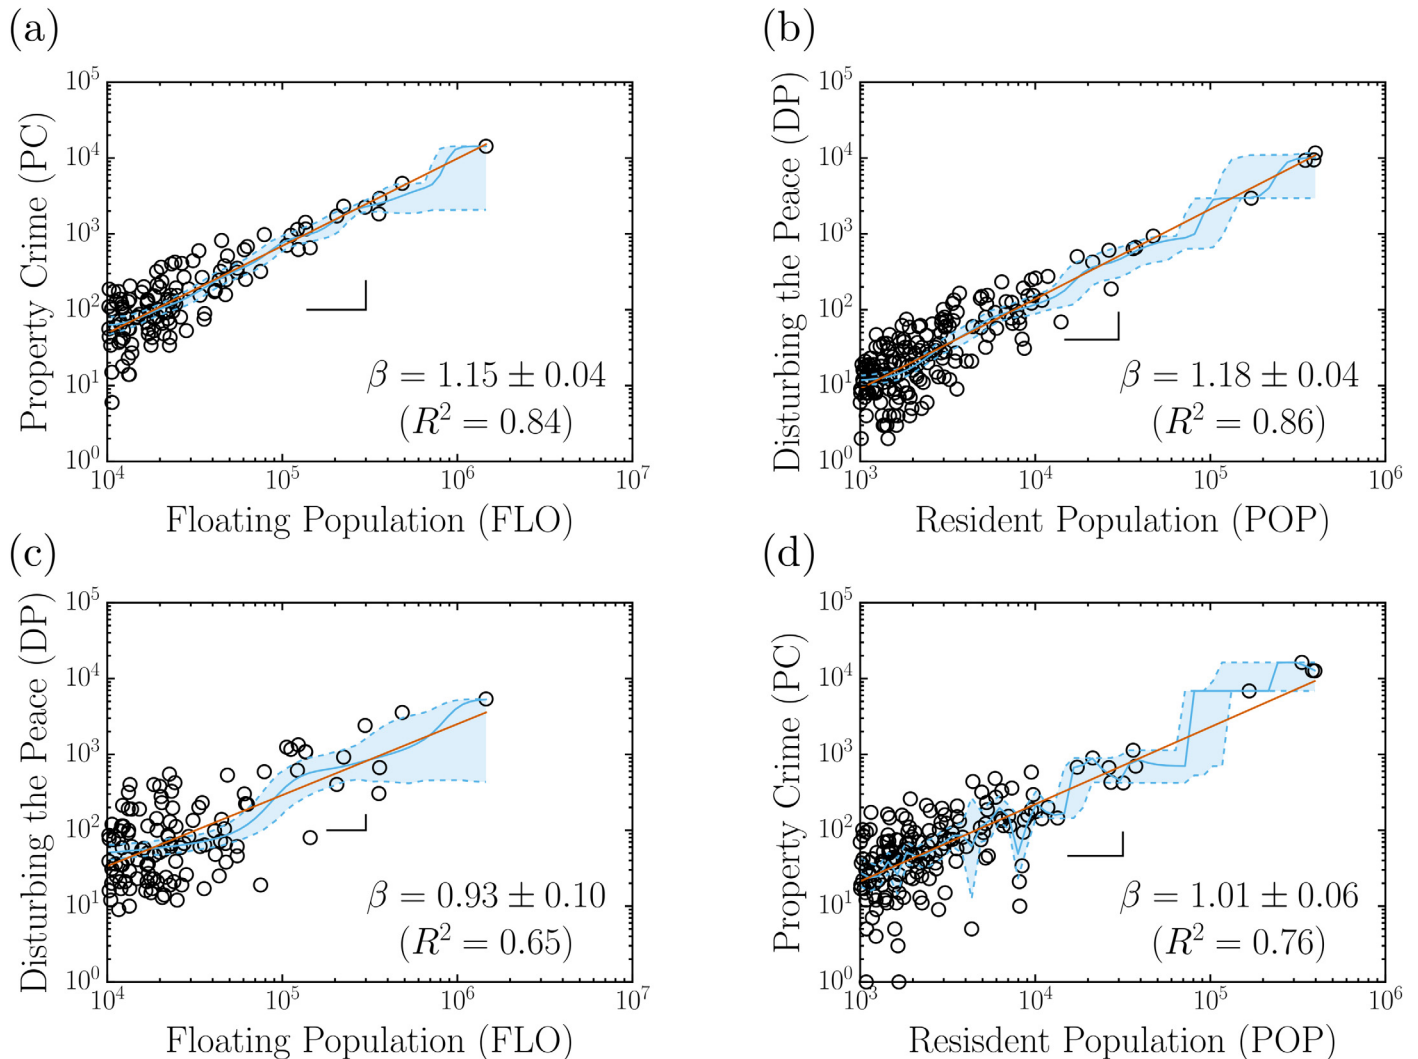 (a)
Property Crime (PC)
10^5
10^4
10^3
10^2
10^1
10^0
10^4 10^5 10^6 10^7
Floating Population (FLO)
β = 1.15 ± 0.04
(R^2 = 0.84)
(b)
Disturbing the Peace (DP)
10^5
10^4
10^3
10^2
10^1
10^0
10^3 10^4 10^5 10^6
Resident Population (POP)
β = 1.18 ± 0.04
(R^2 = 0.86)
(c)
Disturbing the Peace (DP)
10^5
10^4
10^3
10^2
10^1
10^0
10^4 10^5 10^6 10^7
Floating Population (FLO)
β = 0.93 ± 0.10
(R^2 = 0.65)
(d)
Property Crime (PC)
10^5
10^4
10^3
10^2
10^1
10^0
10^3 10^4 10^5 10^6
Resisdent Population (POP)
β = 1.01 ± 0.06
(R^2 = 0.76)